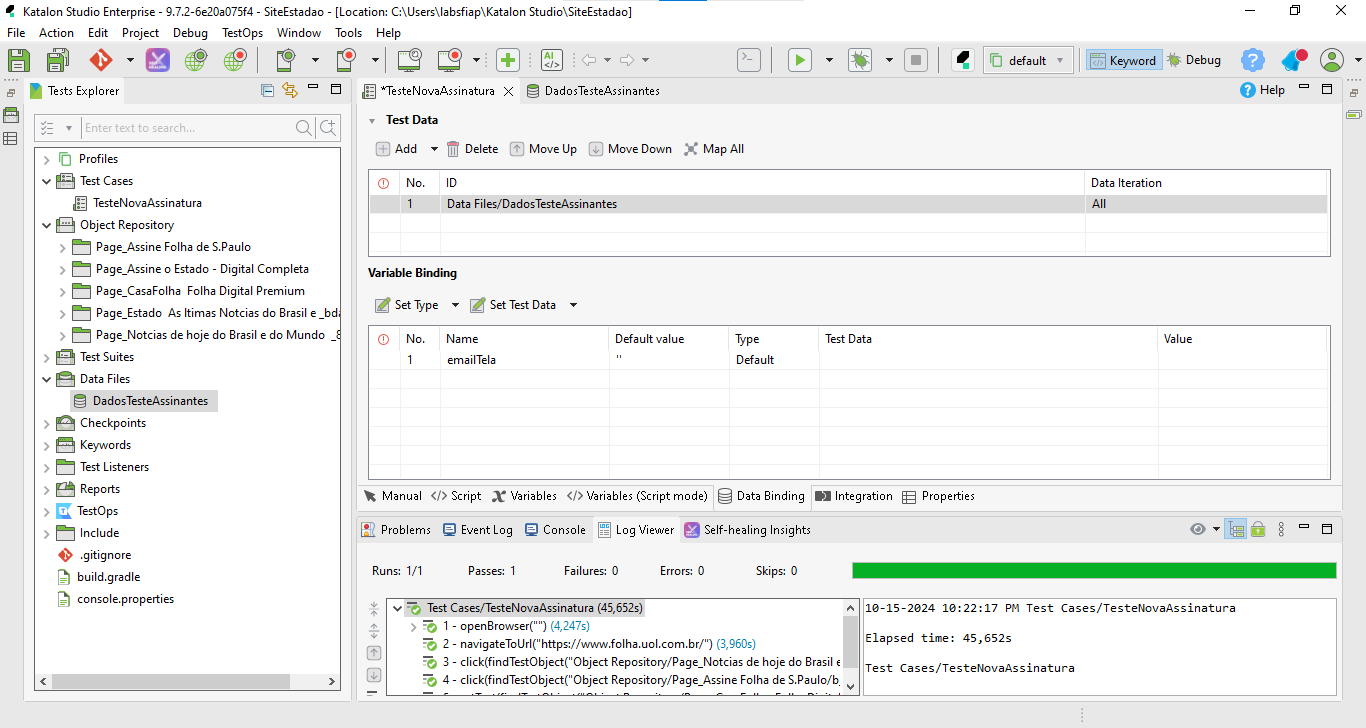 Katalon Studio Enterprise - 9.7.2-6e20a075f4 - SiteEstadao - [Location: C:\Users\labsfiap\Katalon Studio\SiteEstadao]
File Action Edit Project Debug TestOps Window Tools Help
default Keyword Debug
Tests Explorer
Enter text to search...
Profiles
Test Cases
TesteNovaAssinatura
Object Repository
Page_Assine Folha de S.Paulo
Page_Assine o Estado - Digital Completa
Page_CasaFolha Folha Digital Premium
Page_Estado As ltimas Notcias do Brasil e _bda
Page_Notcias de hoje do Brasil e do Mundo _8
Test Suites
Data Files
DadosTesteAssinantes
Checkpoints
Keywords
Test Listeners
Reports
TestOps
Include
.gitignore
build.gradle
console.properties
*TesteNovaAssinatura DadosTesteAssinantes Help
Test Data
Add Delete Move Up Move Down Map All
No. ID Data Iteration
1 Data Files/DadosTesteAssinantes All
Variable Binding
Set Type Set Test Data
No. Name Default value Type Test Data Value
1 emailTela '' Default
Manual </> Script Variables </> Variables (Script mode) Data Binding Integration Properties
Problems Event Log Console Log Viewer Self-healing Insights
Runs: 1/1 Passes: 1 Failures: 0 Errors: 0 Skips: 0
Test Cases/TesteNovaAssinatura (45,652s)
1 - openBrowser("") (4,247s)
2 - navigateToUrl("https://www.folha.uol.com.br/") (3,960s)
3 - click(findTestObject("Object Repository/Page_Notcias de hoje do Brasil e
4 - click(findTestObject("Object Repository/Page_Assine Folha de S.Paulo/b
10-15-2024 10:22:17 PM Test Cases/TesteNovaAssinatura
Elapsed time: 45,652s
Test Cases/TesteNovaAssinatura